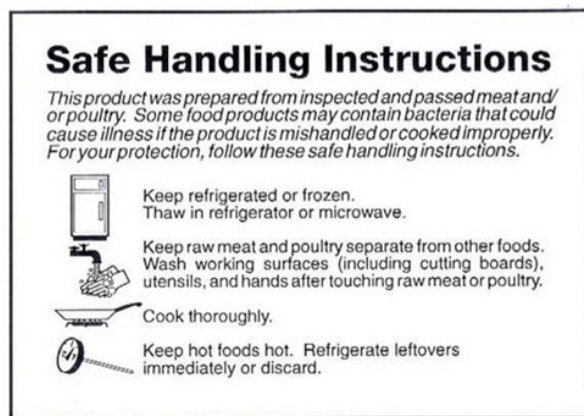 Safe Handling Instructions
This product was prepared from inspected and passed meat and/
or poultry. Some food products may contain bacteria that could
cause illness if the product is mishandled or cooked improperly.
For your protection, follow these safe handling instructions.
Keep refrigerated or frozen.
Thaw in refrigerator or microwave.
Keep raw meat and poultry separate from other foods.
Wash working surfaces (including cutting boards),
utensils, and hands after touching raw meat or poultry.
Cook thoroughly.
Keep hot foods hot. Refrigerate leftovers
immediately or discard.